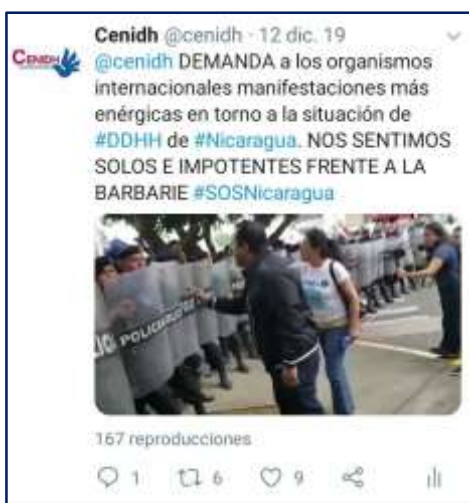 Cenidh @cenidh · 12 dic. 19
CENIDH
@cenidh DEMANDA a los organismos
internacionales manifestaciones más
enérgicas en torno a la situación de
#DDHH de #Nicaragua. NOS SENTIMOS
SOLOS E IMPOTENTES FRENTE A LA
BARBARIE #SOSNicaragua
POLICIA
167 reproducciones
1 6 9